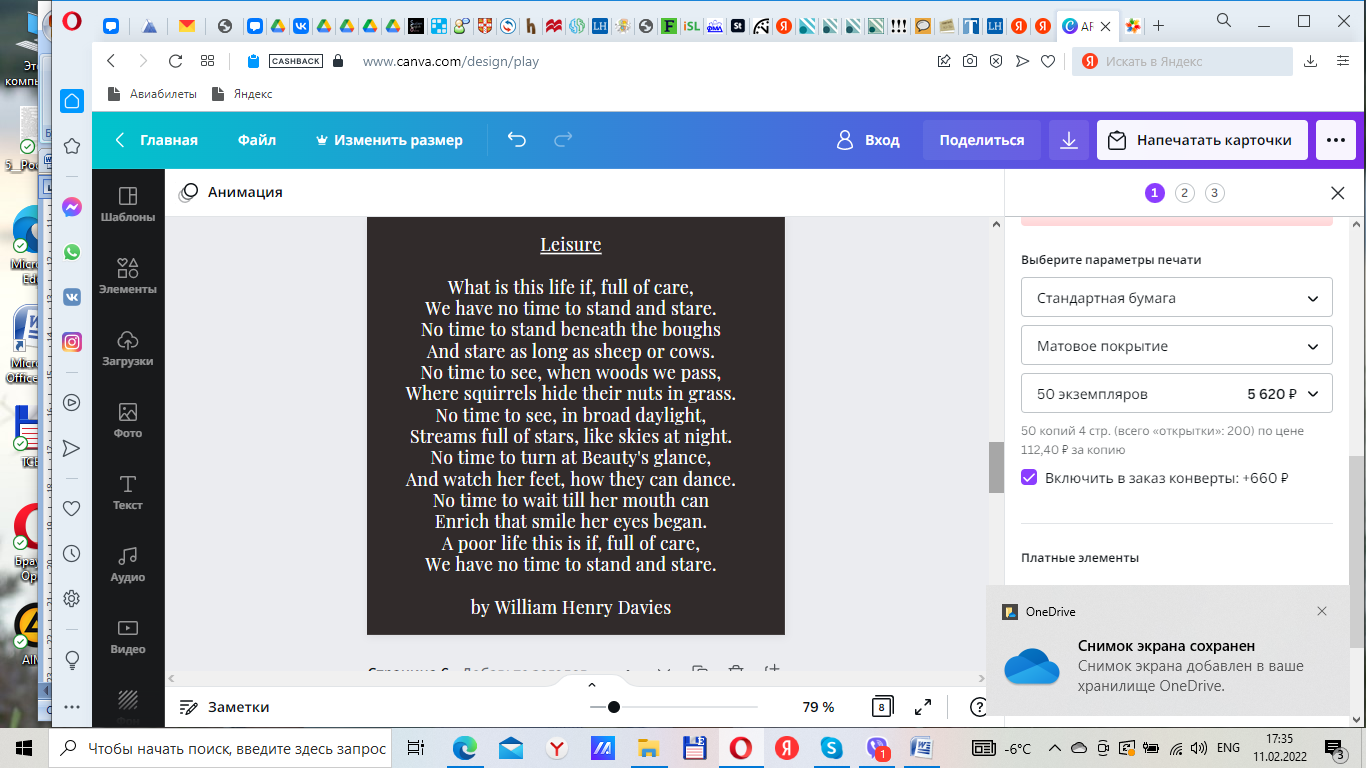 CASHBACK
www.canva.com/design/play
Искать в Яндекс
Авиабилеты
Яндекс
Главная
Файл
Изменить размер
Вход
Поделиться
Напечатать карточки
Шаблоны
Элементы
Загрузки
Фото
Текст
Аудио
Видео
Фон
Анимация
Leisure
What is this life if, full of care,
We have no time to stand and stare.
No time to stand beneath the boughs
And stare as long as sheep or cows.
No time to see, when woods we pass,
Where squirrels hide their nuts in grass.
No time to see, in broad daylight,
Streams full of stars, like skies at night.
No time to turn at Beauty's glance,
And watch her feet, how they can dance.
No time to wait till her mouth can
Enrich that smile her eyes began.
A poor life this is if, full of care,
We have no time to stand and stare.
by William Henry Davies
1 2 3
Выберите параметры печати
Стандартная бумага
Матовое покрытие
50 экземпляров 5 620 ₽
50 копий 4 стр. (всего «открытки»: 200) по цене
112,40 ₽ за копию
Включить в заказ конверты: +660 ₽
Платные элементы
OneDrive
Снимок экрана сохранен
Снимок экрана добавлен в ваше
хранилище OneDrive.
Заметки
79 %
8
Чтобы начать поиск, введите здесь запрос
-6°C
ENG
17:35
11.02.2022
3